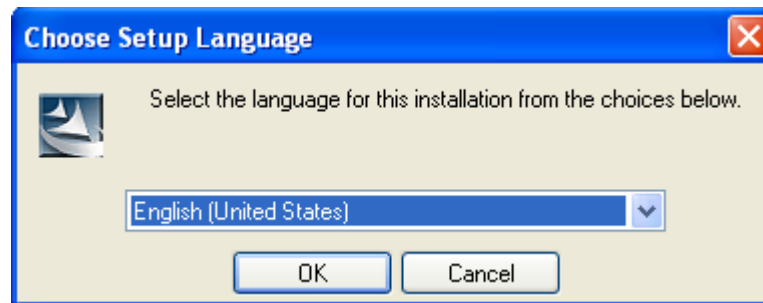 Choose Setup Language
Select the language for this installation from the choices below.
English (United States)
OK
Cancel